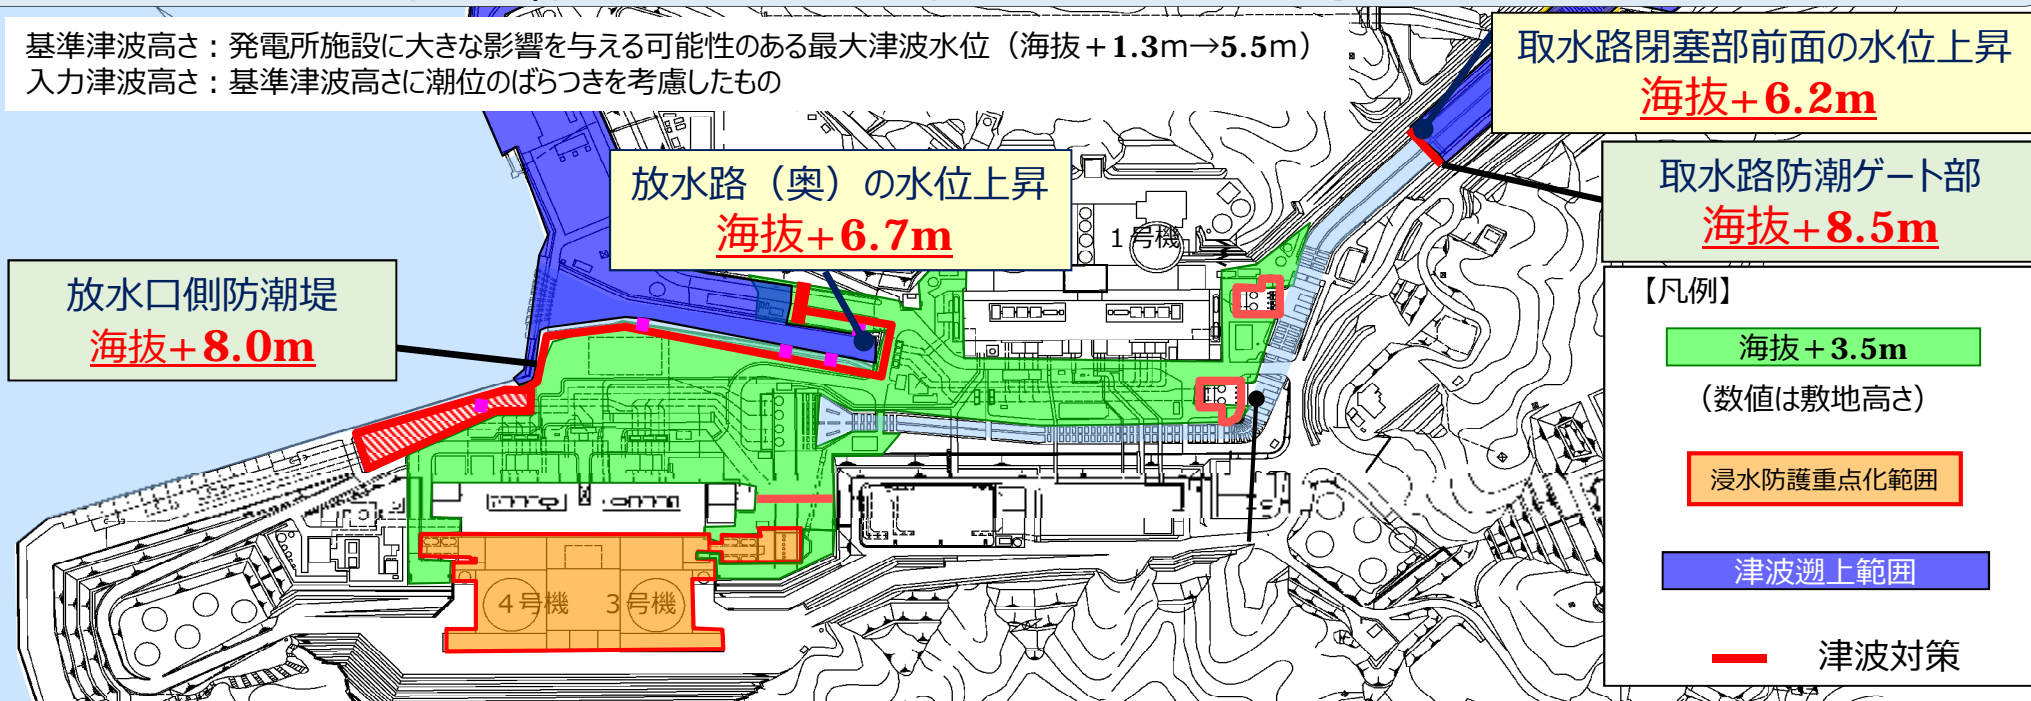 基準津波高さ：発電所施設に大きな影響を与える可能性のある最大津波水位（海抜＋1.3m→5.5m）
入力津波高さ：基準津波高さに潮位のばらつきを考慮したもの
取水路閉塞部前面の水位上昇
海抜+6.2m
放水路（奥）の水位上昇
海抜+6.7m
取水路防潮ゲート部
海抜+8.5m
放水口側防潮堤
海抜+8.0m
1号機
4号機
3号機
【凡例】
海抜＋3.5m
（数値は敷地高さ）
浸水防護重点化範囲
津波遡上範囲
津波対策